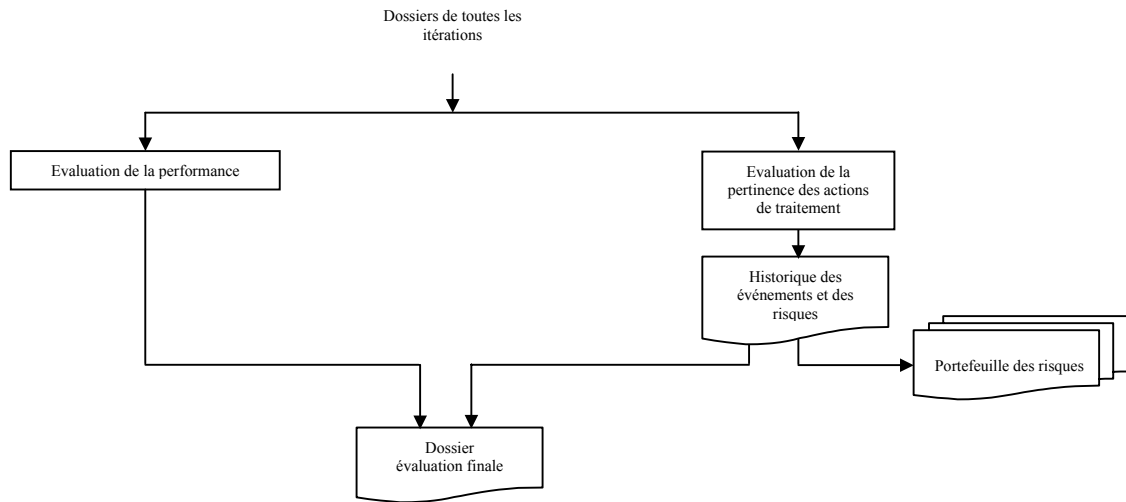 Dossiers de toutes les
itérations
Evaluation de la performance
Evaluation de la
pertinence des actions
de traitement
Historique des
événements et des
risques
Portefeuille des risques
Dossier
évaluation finale